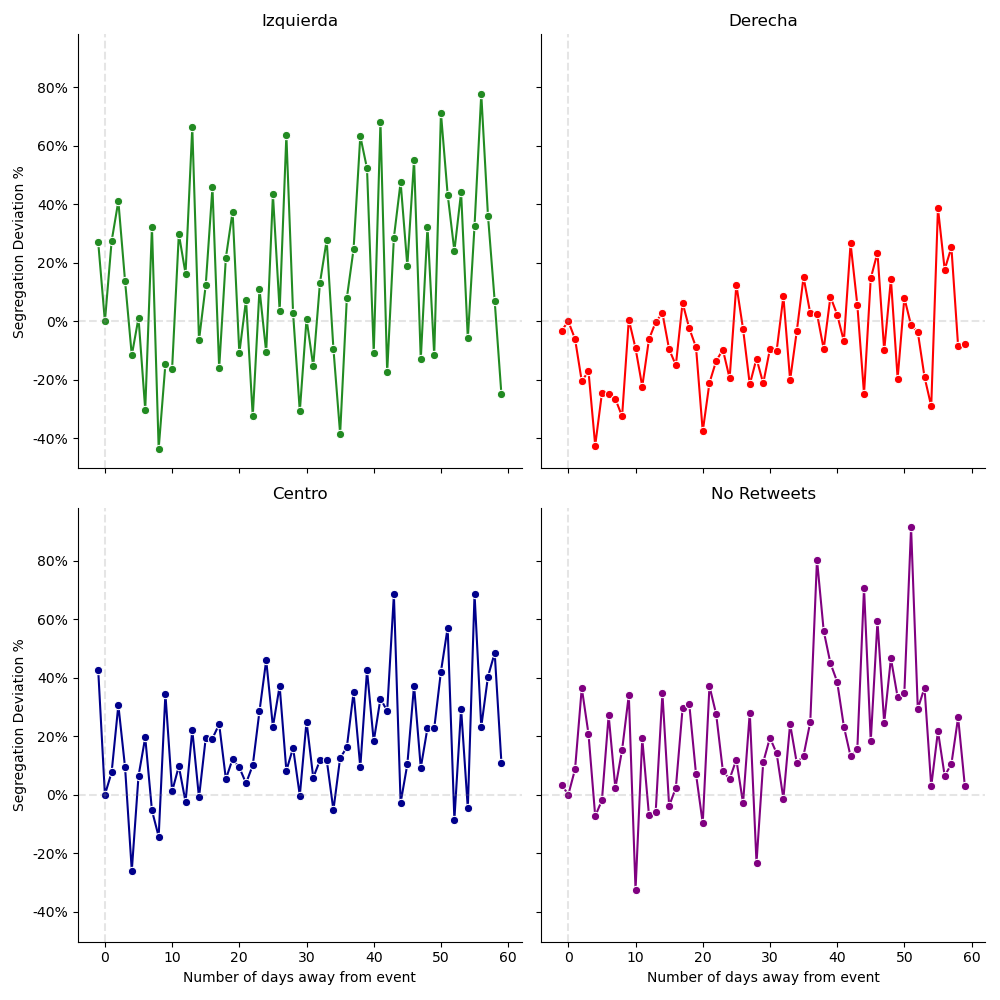 Izquierda
Derecha
Segregation Deviation %
80%
60%
40%
20%
0%
-20%
-40%
Centro
No Retweets
Segregation Deviation %
80%
60%
40%
20%
0%
-20%
-40%
0 10 20 30 40 50 60
Number of days away from event
0 10 20 30 40 50 60
Number of days away from event